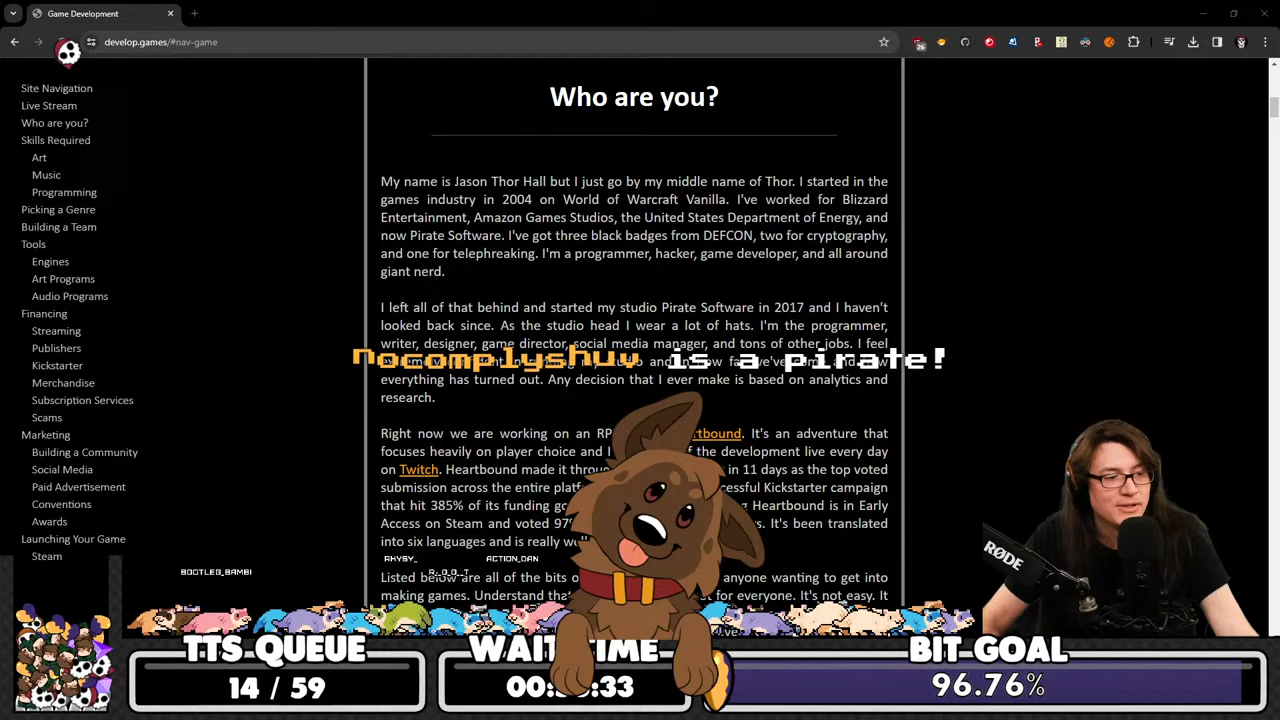 Game Development
develop.games/#nav-game
26
Site Navigation
Live Stream
Who are you?
Skills Required
Art
Music
Programming
Picking a Genre
Building a Team
Tools
Engines
Art Programs
Audio Programs
Financing
Streaming
Publishers
Kickstarter
Merchandise
Subscription Services
Scams
Marketing
Building a Community
Social Media
Paid Advertisement
Conventions
Awards
Launching Your Game
Steam
Who are you?
My name is Jason Thor Hall but I just go by my middle name of Thor. I started in the
games industry in 2004 on World of Warcraft Vanilla. I've worked for Blizzard
Entertainment, Amazon Games Studios, the United States Department of Energy, and
now Pirate Software. I've got three black badges from DEFCON, two for cryptography,
and one for telephreaking. I'm a programmer, hacker, game developer, and all around
giant nerd.
I left all of that behind and started my studio Pirate Software in 2017 and I haven't
looked back since. As the studio head I wear a lot of hats. I'm the programmer,
writer, designer, game director, social media manager, and tons of other jobs. I feel
Nocomplyshuv is a pirate!
everything has turned out. Any decision that I ever make is based on analytics and
research.
Right now we are working on an RP rtbound. It's an adventure that
focuses heavily on player choice and I of the development live every day
on Twitch. Heartbound made it throu in 11 days as the top voted
submission across the entire platf cessful Kickstarter campaign
that hit 385% of its funding go g Heartbound is in Early
Access on Steam and voted 97 s. It's been translated
into six languages and is really wel
RHYSY_ ACTION_DAN
BOOTLEG_BAMBI
R_O_O_T
Listed below are all of the bits o anyone wanting to get into
making games. Understand tha t for everyone. It's not easy. It
RØDE
TTS QUEUE
14 / 59
WAIT TIME
33
BIT GOAL
96.76%